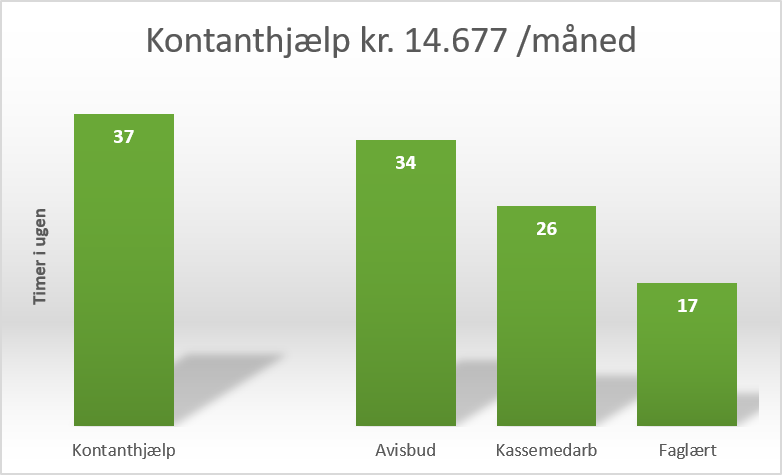 Kontanthjælp kr. 14.677 /måned
Timer i ugen
37
34
26
17
Kontanthjælp
Avisbud
Kassemedarb
Faglært